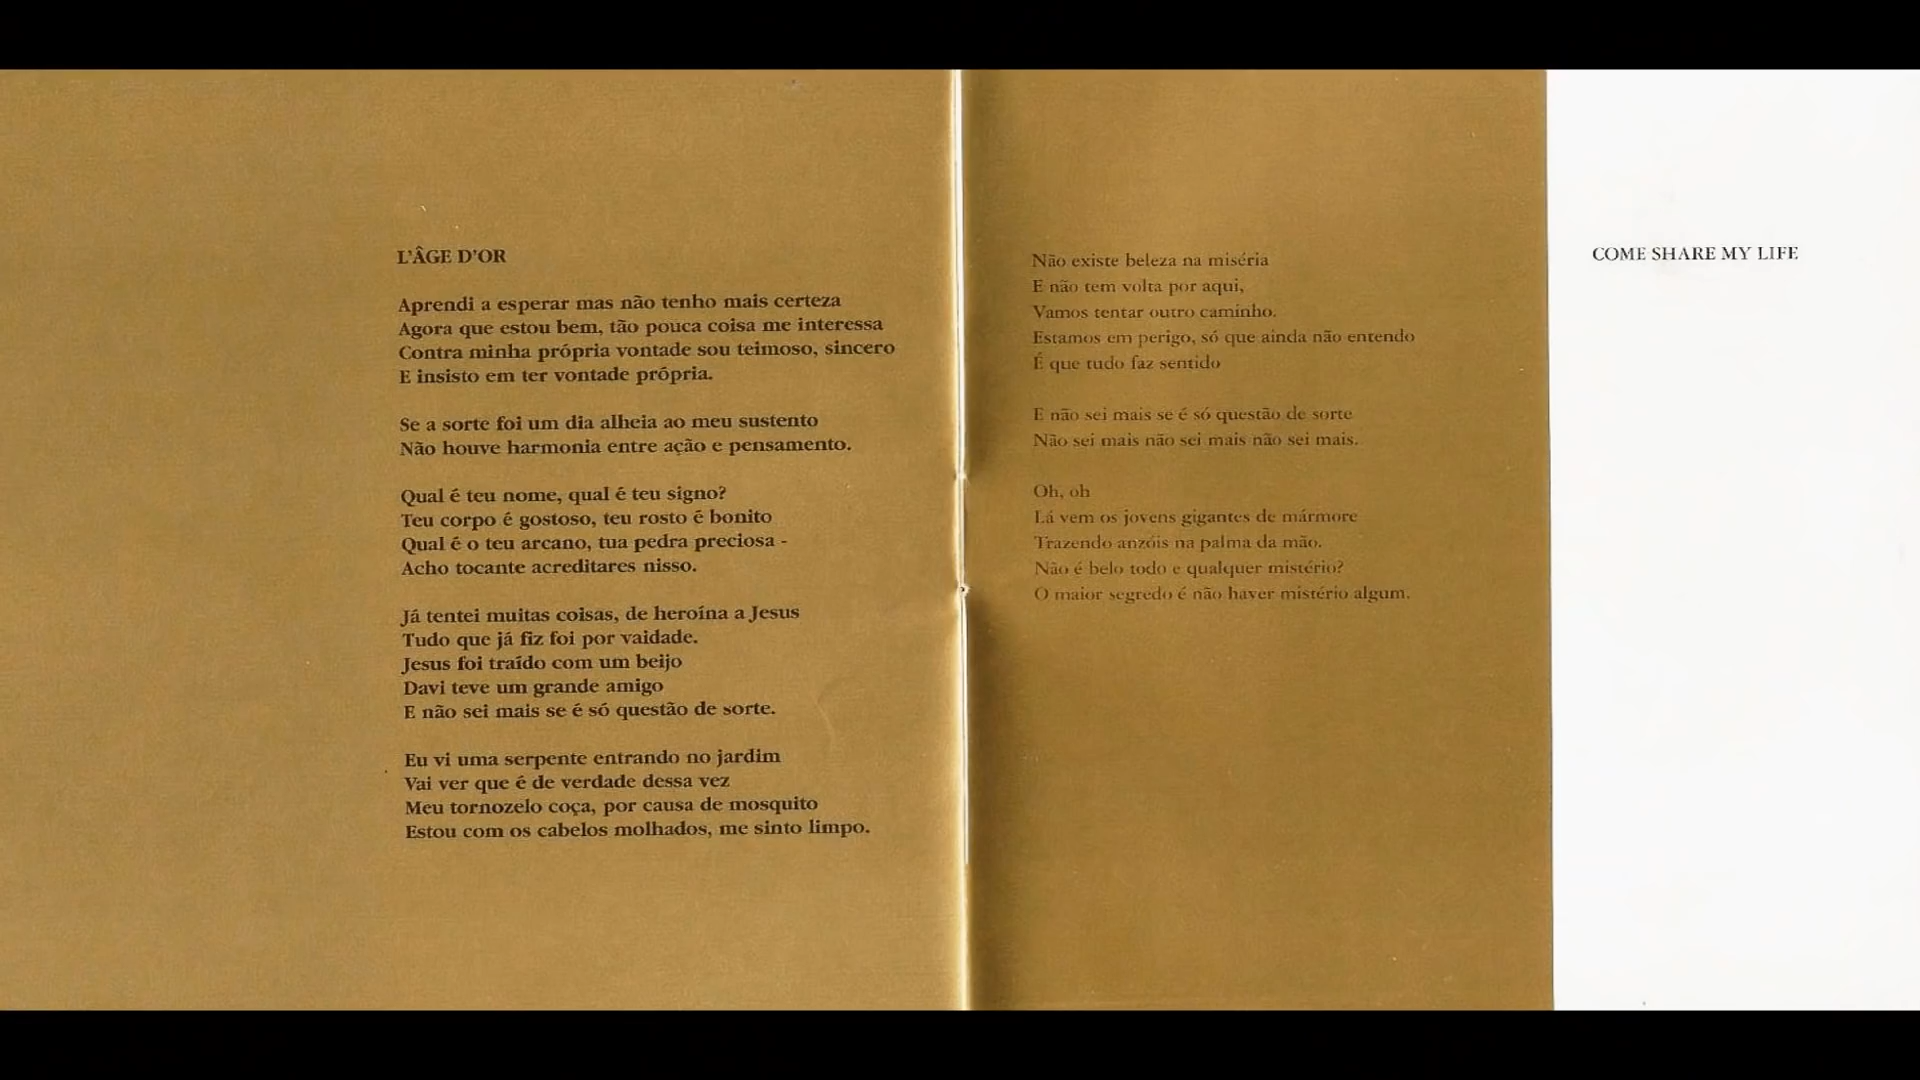 L'ÂGE D'OR
Aprendi a esperar mas não tenho mais certeza
Agora que estou bem, tão pouca coisa me interessa
Contra minha própria vontade sou teimoso, sincero
E insisto em ter vontade própria.
Se a sorte foi um dia alheia ao meu sustento
Não houve harmonia entre ação e pensamento.
Qual é teu nome, qual é teu signo?
Teu corpo é gostoso, teu rosto é bonito
Qual é o teu arcano, tua pedra preciosa -
Acho tocante acreditares nisso.
Já tentei muitas coisas, de heroína a Jesus
Tudo que já fiz foi por vaidade.
Jesus foi traído com um beijo
Davi teve um grande amigo
E não sei mais se é só questão de sorte.
Eu vi uma serpente entrando no jardim
Vai ver que é de verdade dessa vez
Meu tornozelo coça, por causa de mosquito
Estou com os cabelos molhados, me sinto limpo.
Não existe beleza na miséria
E não tem volta por aqui,
Vamos tentar outro caminho.
Estamos em perigo, só que ainda não entendo
É que tudo faz sentido
E não sei mais se é só questão de sorte
Não sei mais não sei mais não sei mais.
Oh, oh
Lá vem os jovens gigantes de mármore
Trazendo anzóis na palma da mão.
Não é belo todo e qualquer mistério?
O maior segredo é não haver mistério algum.
COME SHARE MY LIFE